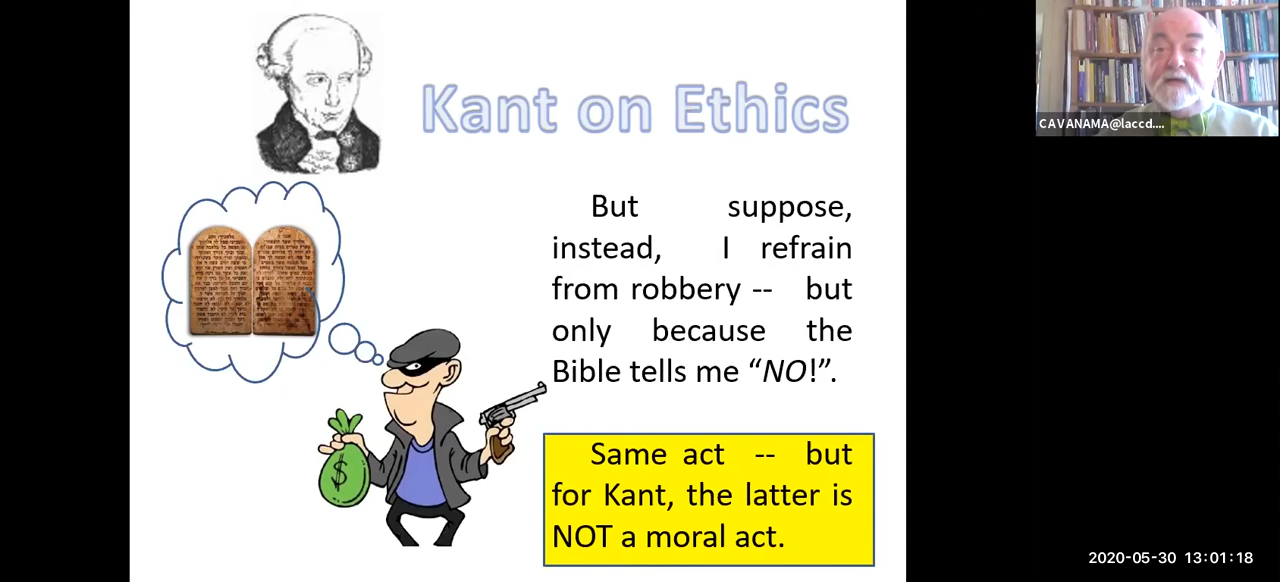 Kant on Ethics
But suppose,
instead, I refrain
from robbery -- but
only because the
Bible tells me “NO!”.
Same act -- but
for Kant, the latter is
NOT a moral act.
$
CAVANAMA@laccd....
2020-05-30 13:01:18